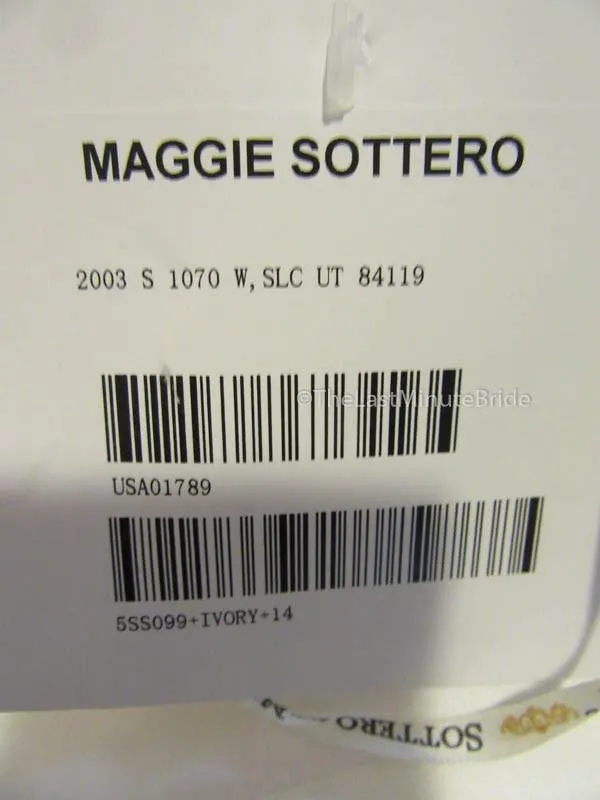 MAGGIE SOTTERO
2003 S 1070 W, SLC UT 84119
©TheLastMinuteBride
USA01789
5SS099+IVORY+14
SOTTERO